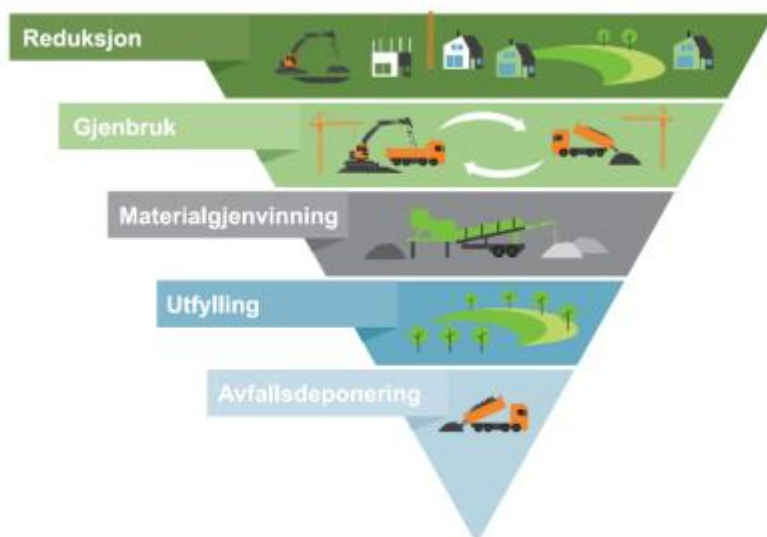 Reduksjon
Gjenbruk
Materialgjenvinning
Utfylling
Avfallsdeponering